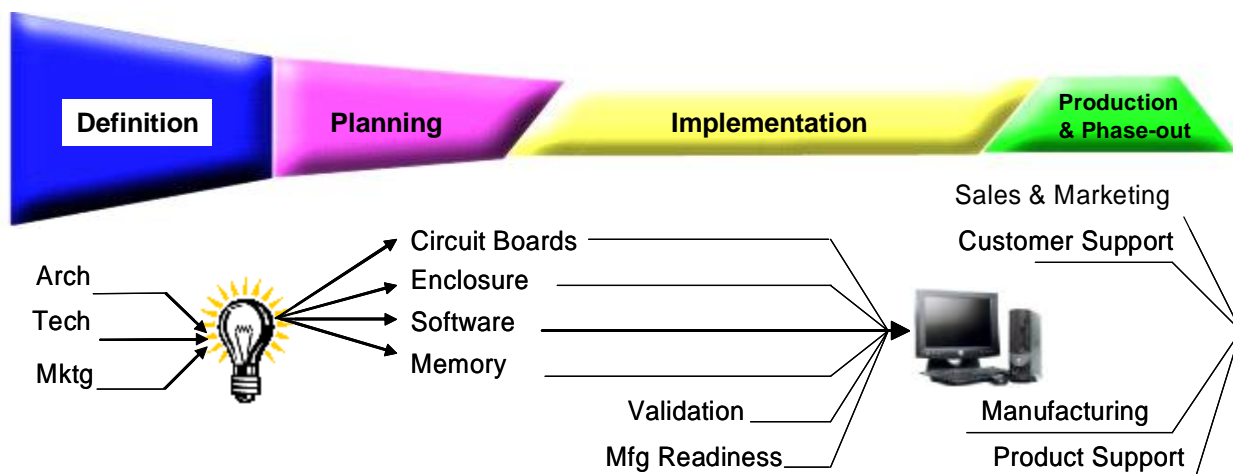 Definition
Planning
Implementation
Production
& Phase-out
Sales & Marketing
Customer Support
Circuit Boards
Enclosure
Software
Memory
Arch
Tech
Mktg
Validation
Mfg Readiness
Manufacturing
Product Support